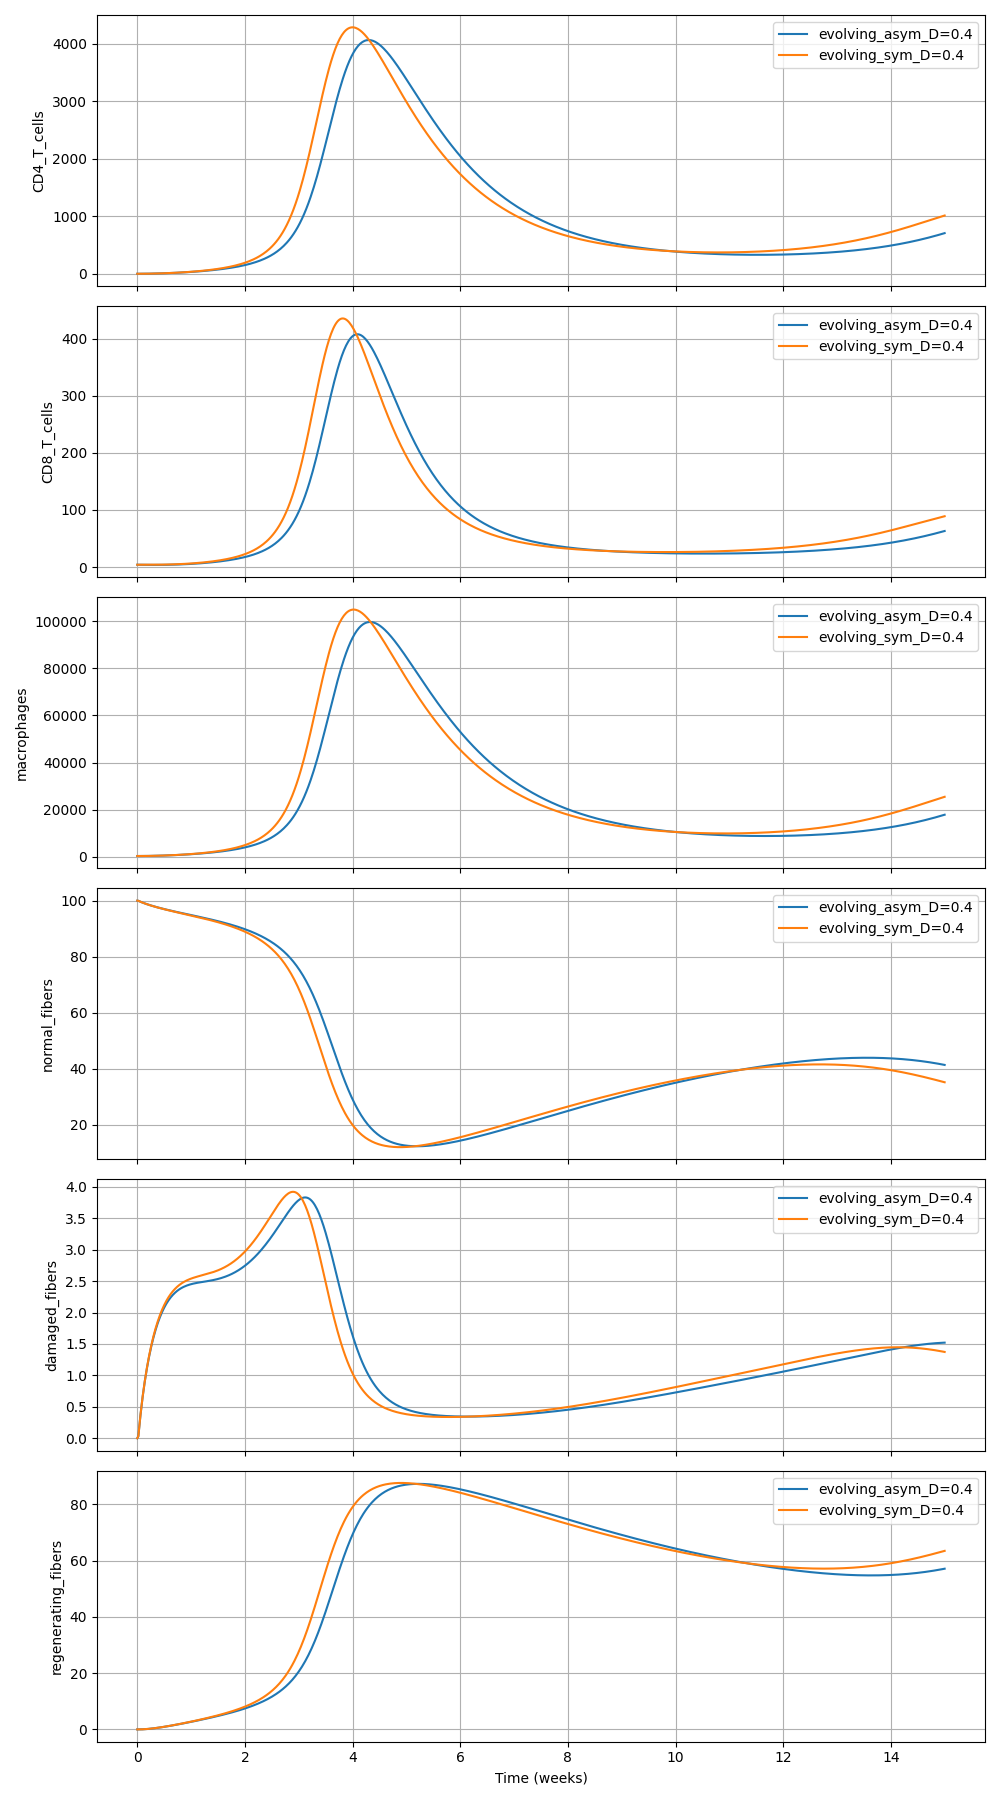 CD4_T_cells
4000
3000
2000
1000
0
evolving_asym_D=0.4
evolving_sym_D=0.4
CD8_T_cells
400
300
200
100
0
evolving_asym_D=0.4
evolving_sym_D=0.4
macrophages
100000
80000
60000
40000
20000
0
evolving_asym_D=0.4
evolving_sym_D=0.4
normal_fibers
100
80
60
40
20
evolving_asym_D=0.4
evolving_sym_D=0.4
damaged_fibers
4.0
3.5
3.0
2.5
2.0
1.5
1.0
0.5
0.0
evolving_asym_D=0.4
evolving_sym_D=0.4
regenerating_fibers
80
60
40
20
0
evolving_asym_D=0.4
evolving_sym_D=0.4
0 2 4 6 8 10 12 14
Time (weeks)